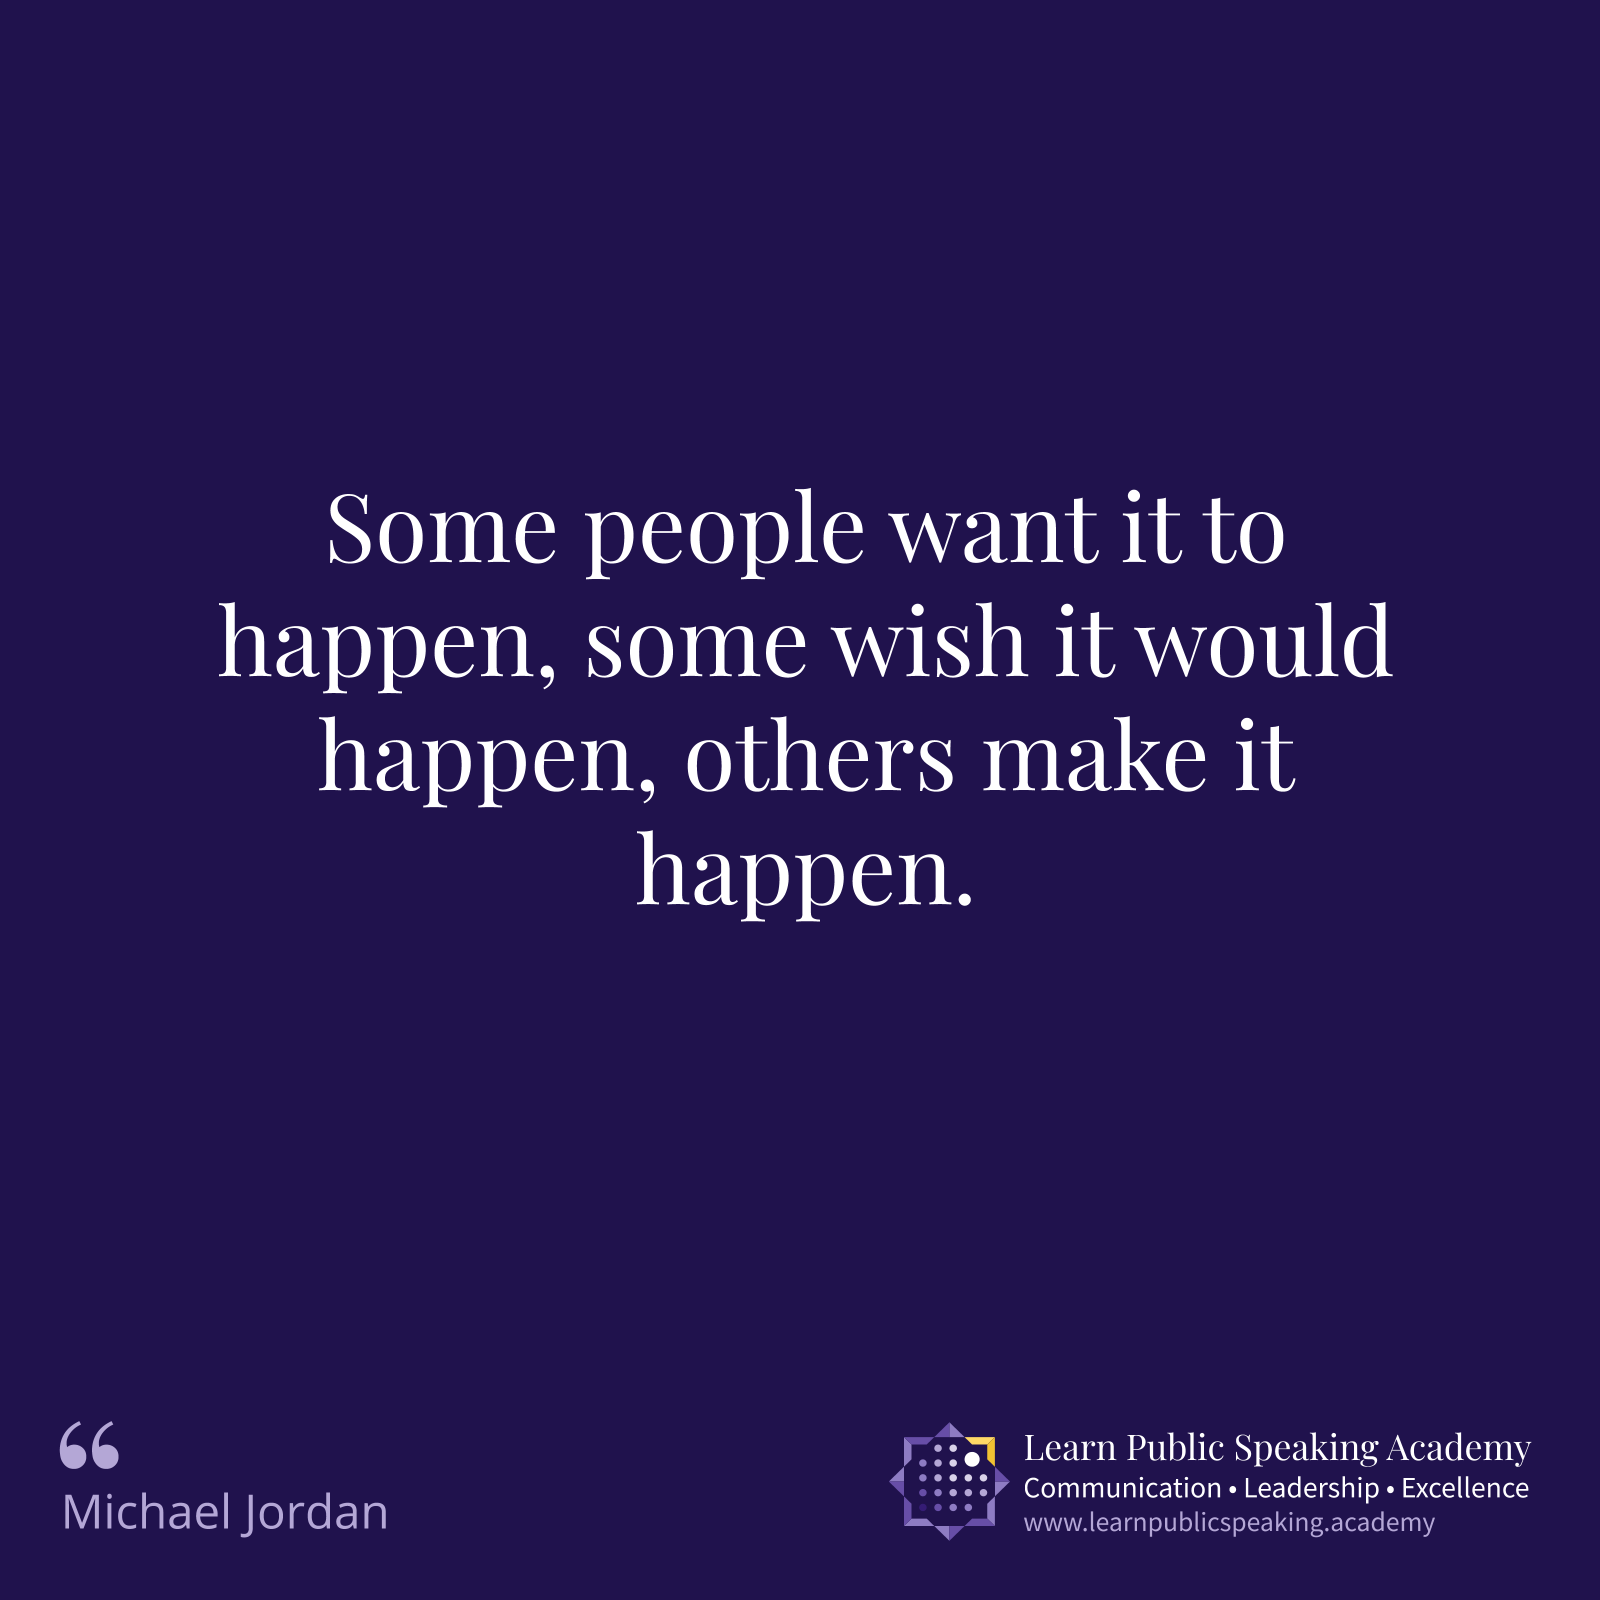 Some people want it to
happen, some wish it would
happen, others make it
happen.
“
Michael Jordan
Learn Public Speaking Academy
Communication • Leadership • Excellence
www.learnpublicspeaking.academy